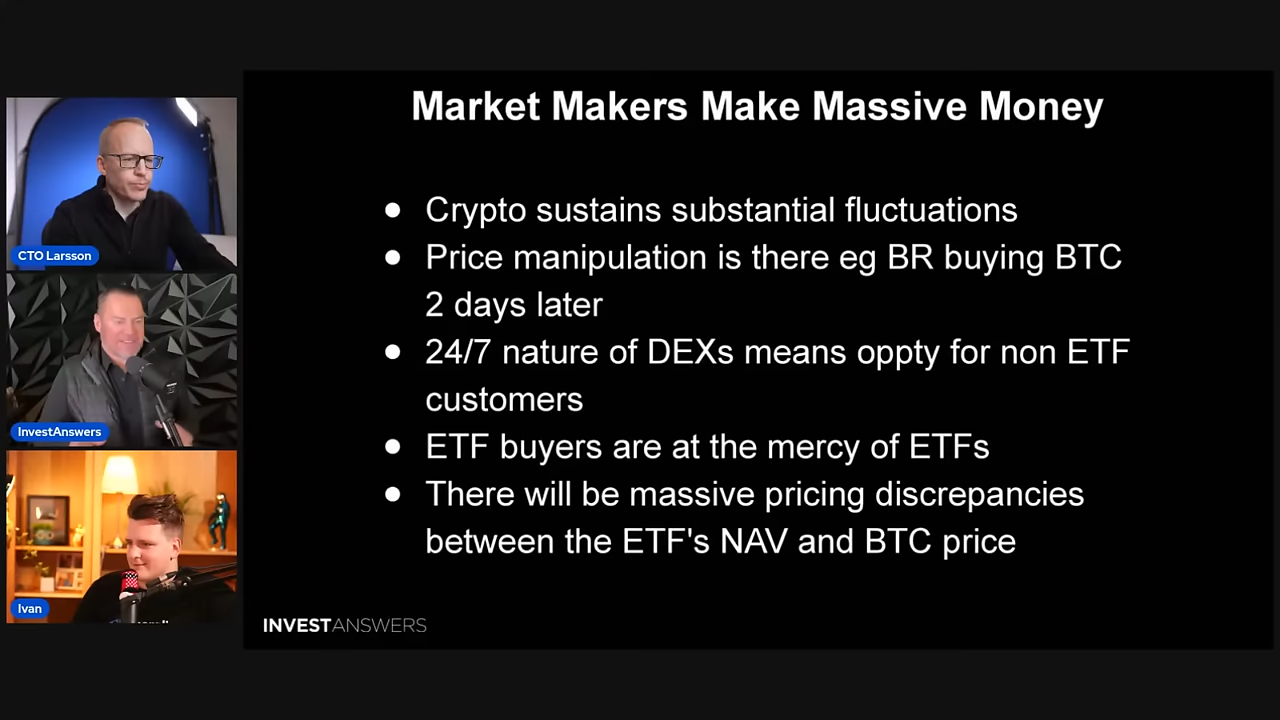 Market Makers Make Massive Money
● Crypto sustains substantial fluctuations
● Price manipulation is there eg BR buying BTC
2 days later
● 24/7 nature of DEXs means oppty for non ETF
customers
● ETF buyers are at the mercy of ETFs
● There will be massive pricing discrepancies
between the ETF's NAV and BTC price
INVESTANSWERS
CTO Larsson
InvestAnswers
Ivan